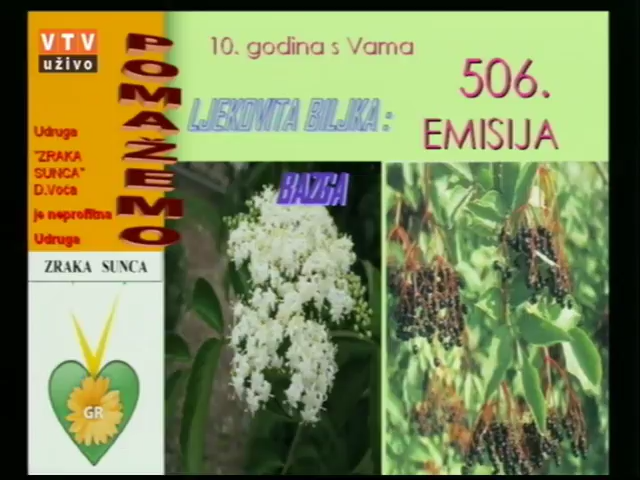 VTV
uživo
POMAŽEMO
Udruga
"ZRAKA
SUNCA"
D.Voća
je neprofitna
Udruga
ZRAKA SUNCA
GR
10. godina s Vama
506.
EMISIJA
LJEKOVITA BILJKA :
BAZGA